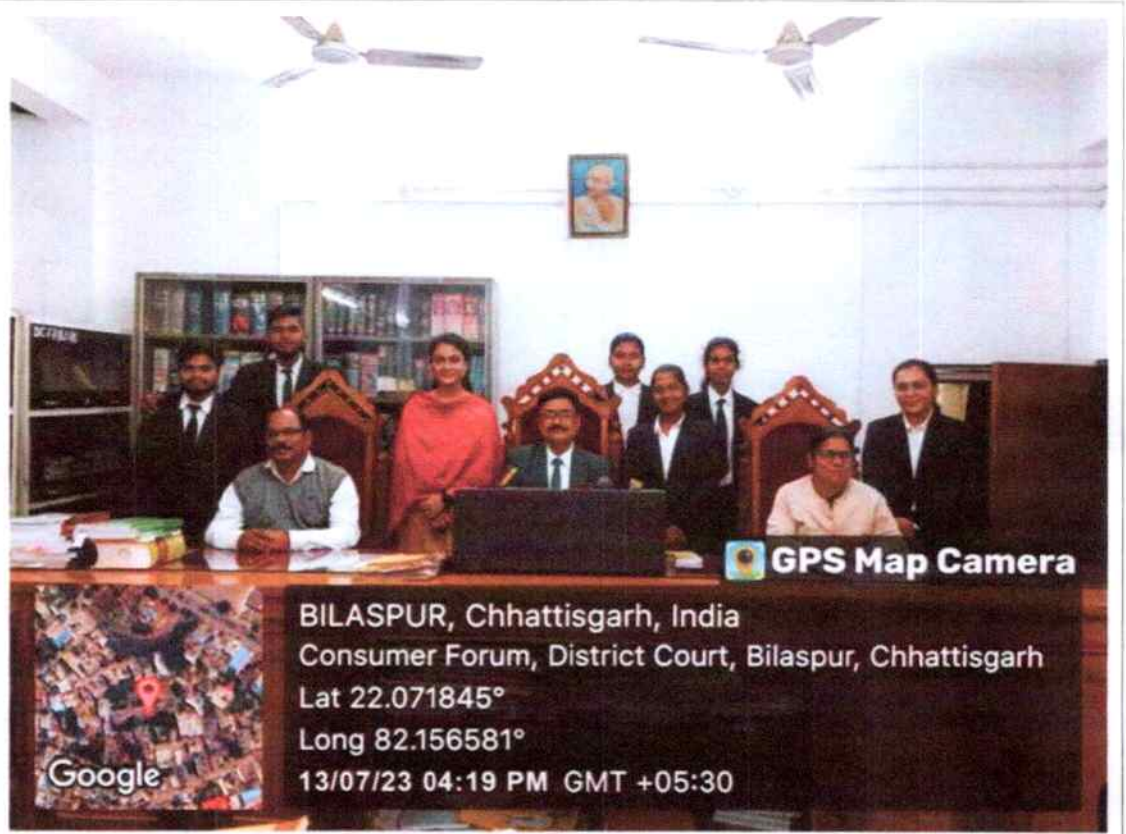 GPS Map Camera
BILASPUR, Chhattisgarh, India
Consumer Forum, District Court, Bilaspur, Chhattisgarh
Lat 22.071845°
Long 82.156581°
13/07/23 04:19 PM GMT +05:30
Google